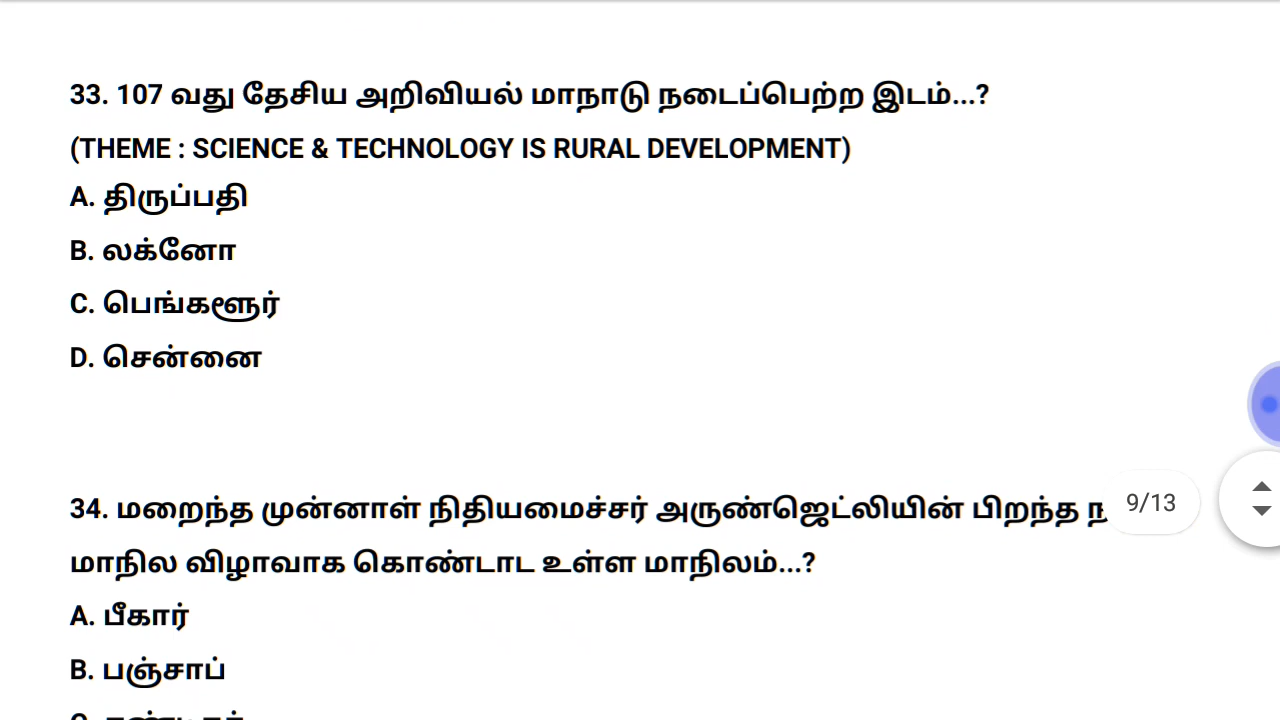 33. 107 வது தேசிய அறிவியல் மாநாடு நடைப்பெற்ற இடம்...?
(THEME : SCIENCE & TECHNOLOGY IS RURAL DEVELOPMENT)
A. திருப்பதி
B. லக்னோ
C. பெங்களூர்
D. சென்னை
34. மறைந்த முன்னாள் நிதியமைச்சர் அருண்ஜெட்லியின் பிறந்த
9/13
மாநில விழாவாக கொண்டாட உள்ள மாநிலம்...?
A. பீகார்
B. பஞ்சாப்